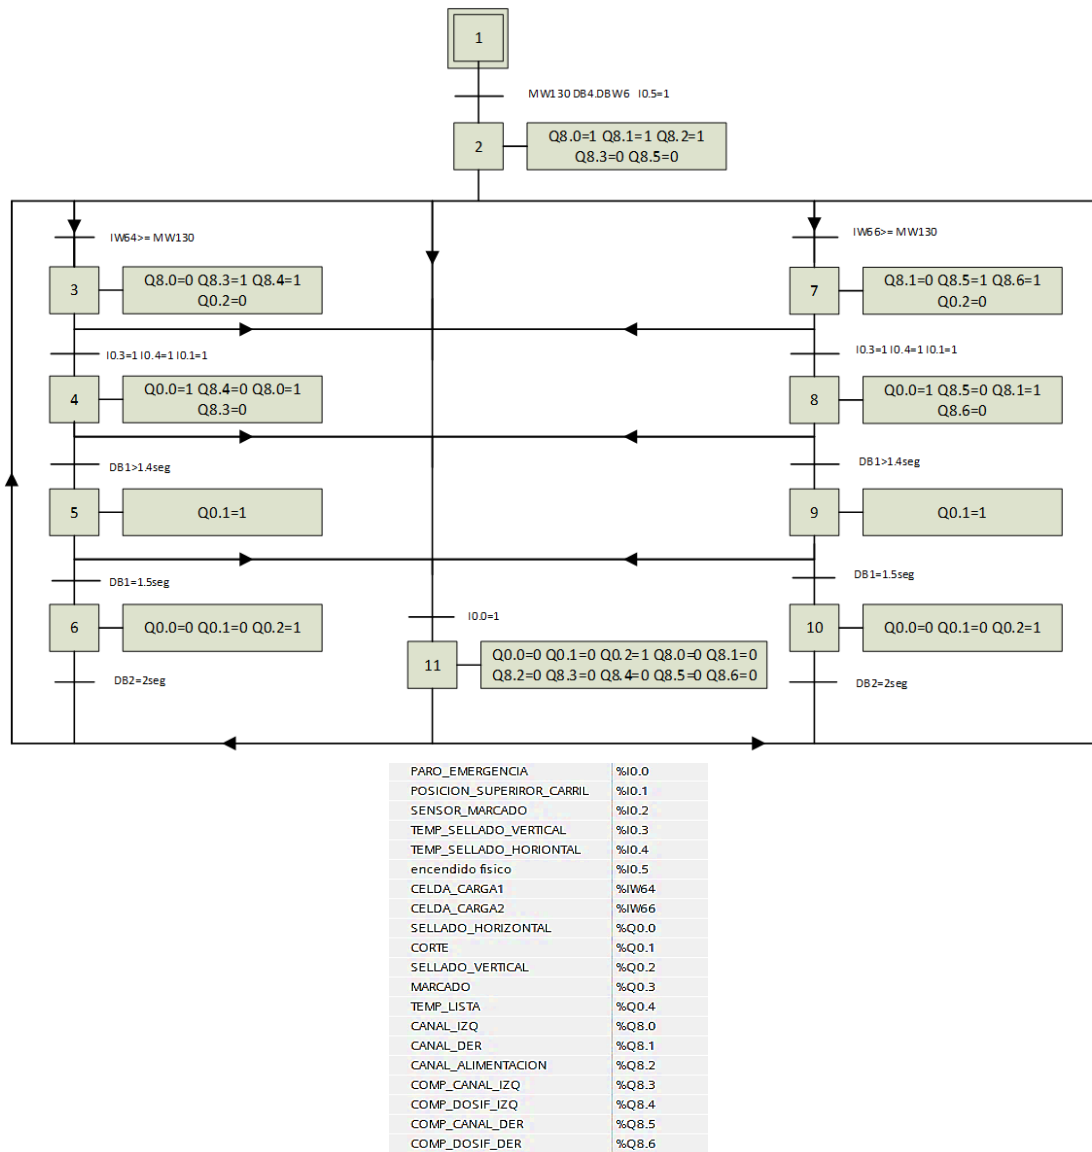 1
MW130 DB4.DBW6 I0.5=1
2
Q8.0=1 Q8.1=1 Q8.2=1
Q8.3=0 Q8.5=0
IW64>= MW130
IW66>= MW130
3
Q8.0=0 Q8.3=1 Q8.4=1
Q0.2=0
7
Q8.1=0 Q8.5=1 Q8.6=1
Q0.2=0
I0.3=1 I0.4=1 I0.1=1
I0.3=1 I0.4=1 I0.1=1
4
Q0.0=1 Q8.4=0 Q8.0=1
Q8.3=0
8
Q0.0=1 Q8.5=0 Q8.1=1
Q8.6=0
DB1>1.4seg
DB1>1.4seg
5
Q0.1=1
9
Q0.1=1
DB1=1.5seg
DB1=1.5seg
6
Q0.0=0 Q0.1=0 Q0.2=1
I0.0=1
10
Q0.0=0 Q0.1=0 Q0.2=1
11
Q0.0=0 Q0.1=0 Q0.2=1 Q8.0=0 Q8.1=0
Q8.2=0 Q8.3=0 Q8.4=0 Q8.5=0 Q8.6=0
DB2=2seg
DB2=2seg
PARO_EMERGENCIA %I0.0
POSICION_SUPERIROR_CARRIL %I0.1
SENSOR_MARCADO %I0.2
TEMP_SELLADO_VERTICAL %I0.3
TEMP_SELLADO_HORIONTAL %I0.4
encendido fisico %I0.5
CELDA_CARGA1 %IW64
CELDA_CARGA2 %IW66
SELLADO_HORIZONTAL %Q0.0
CORTE %Q0.1
SELLADO_VERTICAL %Q0.2
MARCADO %Q0.3
TEMP_LISTA %Q0.4
CANAL_IZQ %Q8.0
CANAL_DER %Q8.1
CANAL_ALIMENTACION %Q8.2
COMP_CANAL_IZQ %Q8.3
COMP_DOSIF_IZQ %Q8.4
COMP_CANAL_DER %Q8.5
COMP_DOSIF_DER %Q8.6